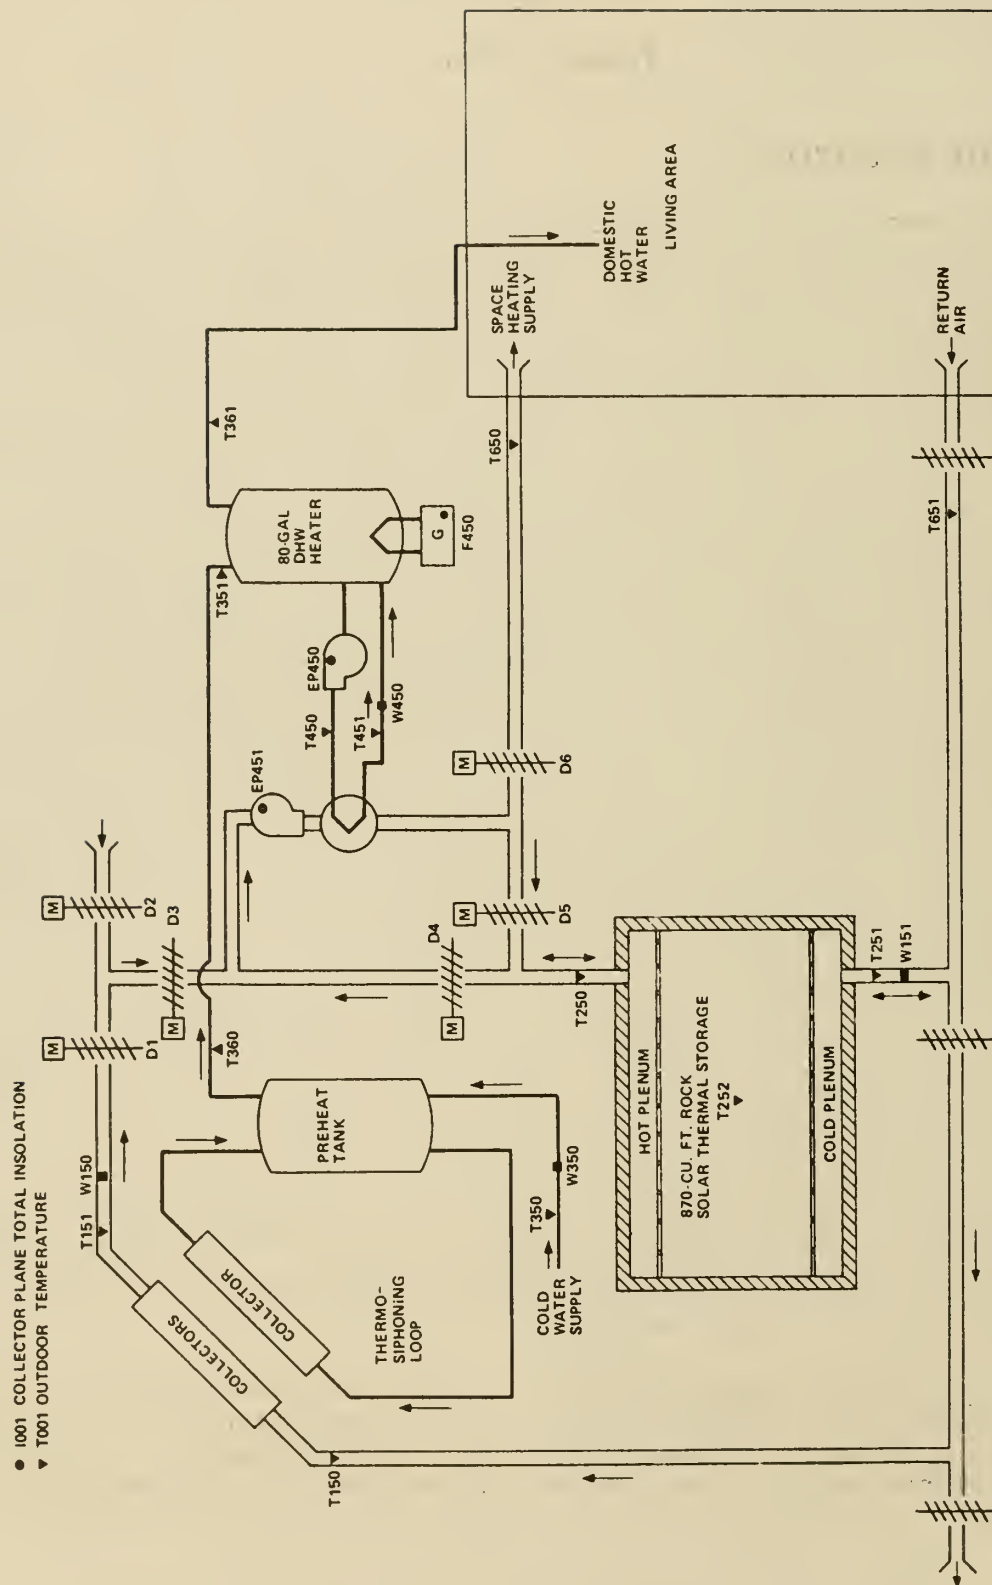 ● I001 COLLECTOR PLANE TOTAL INSOLATION
▼ T001 OUTDOOR TEMPERATURE
T150
COLLECTORS
COLLECTOR
T151
W150
THERMO-
SIPHONING
LOOP
PREHEAT
TANK
T360
T350
W350
COLD
WATER
SUPPLY
M
D1
M
D2
M
D3
M
D4
M
D5
M
D6
EP451
T450
T451
EP450
W450
T351
80-GAL
DHW
HEATER
G
F450
T361
T650
SPACE
HEATING
SUPPLY
DOMESTIC
HOT
WATER
LIVING AREA
T250
HOT PLENUM
870-CU. FT. ROCK
SOLAR THERMAL STORAGE
T252
COLD PLENUM
T251
W151
T651
RETURN
AIR